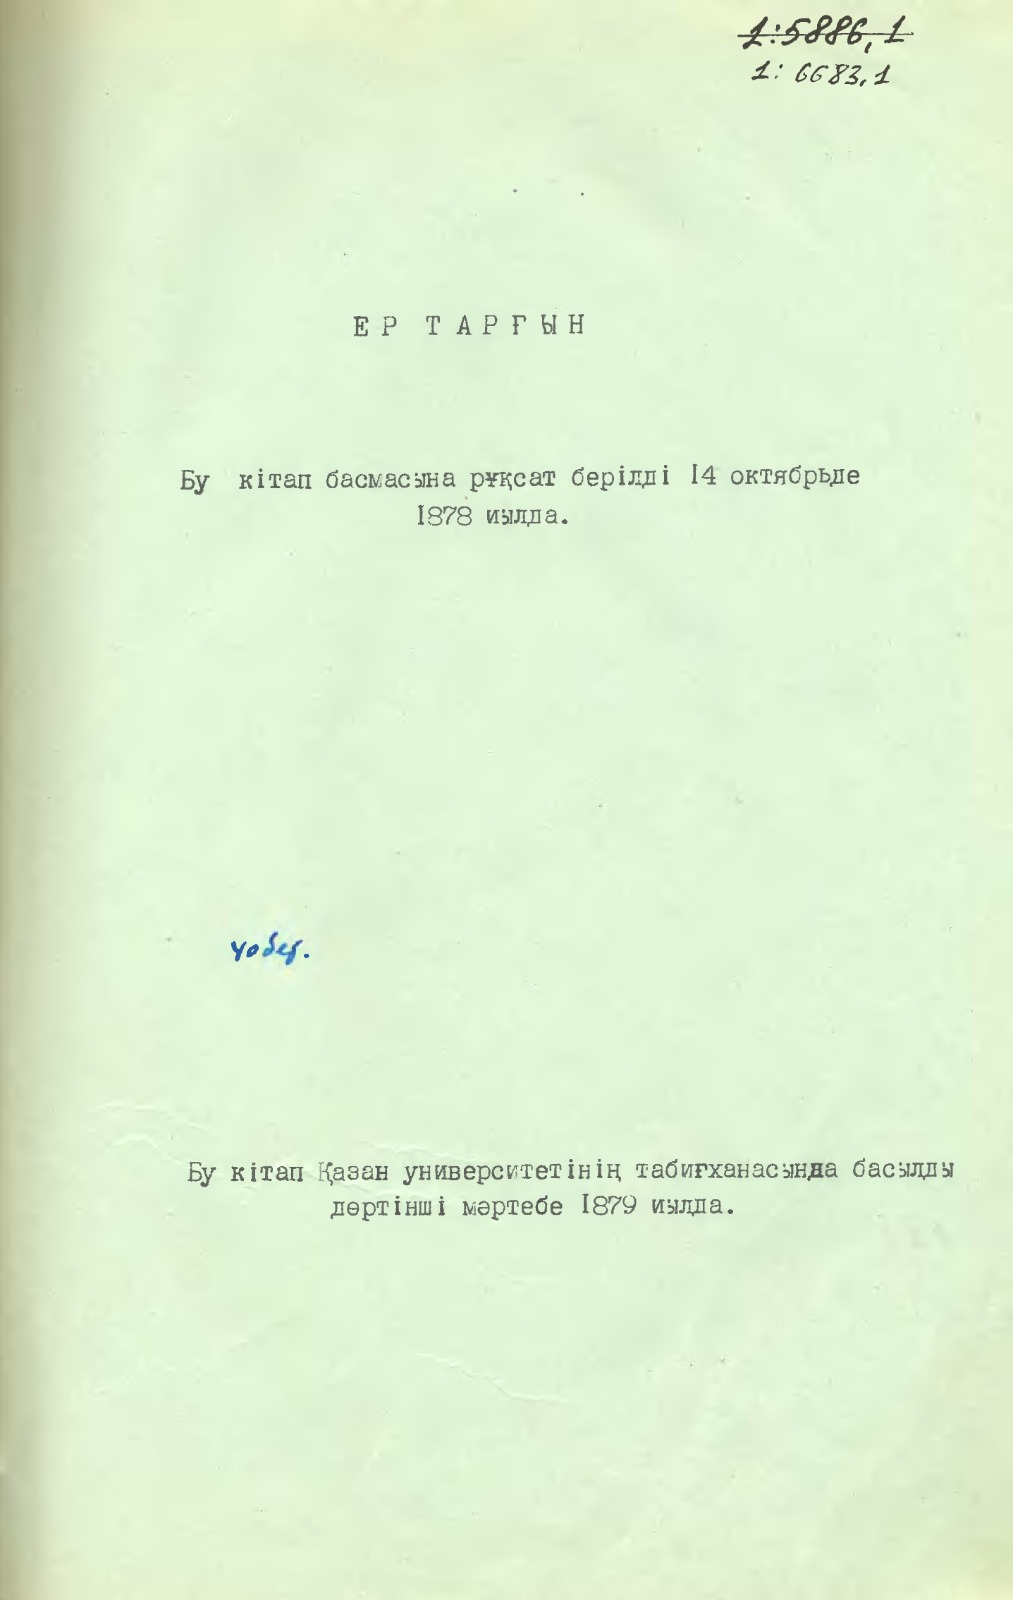 1:5886,1
1: 6683,1
ЕР ТАРҒЫН
Бу кітап басмасына рұқсат берілді 14 октябрьде
1878 иылда.
Бу кітап Қазан университетінің табиғханасында басылды
дөртінші мəртебе 1879 иылда.